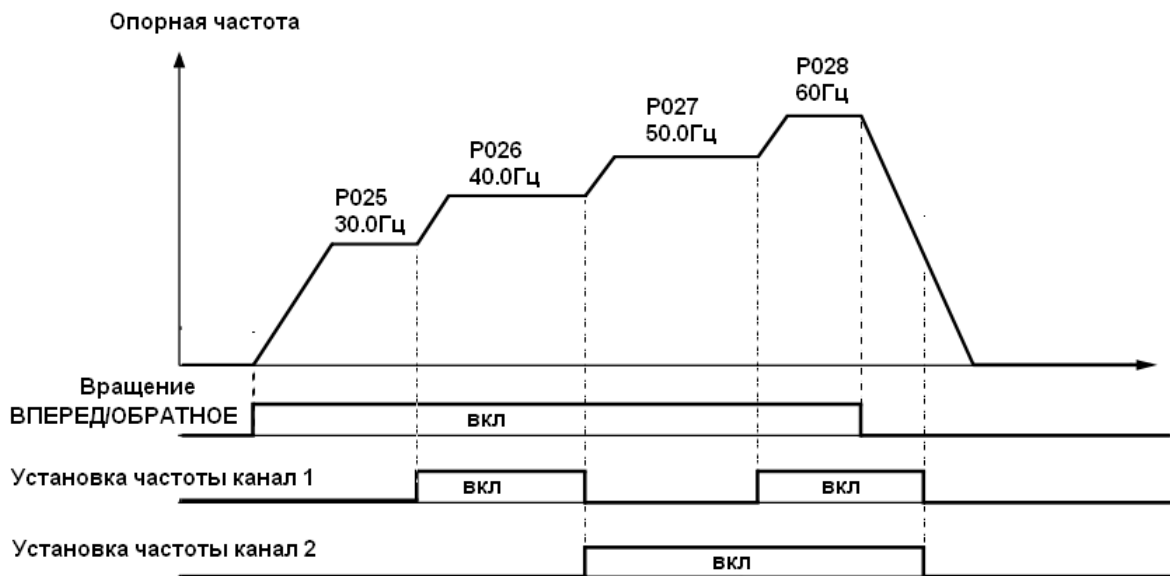 Опорная частота
P028
60Гц
P027
50.0Гц
P026
40.0Гц
P025
30.0Гц
Вращение
ВПЕРЕД/ОБРАТНОЕ
вкл
Установка частоты канал 1
вкл
вкл
Установка частоты канал 2
вкл